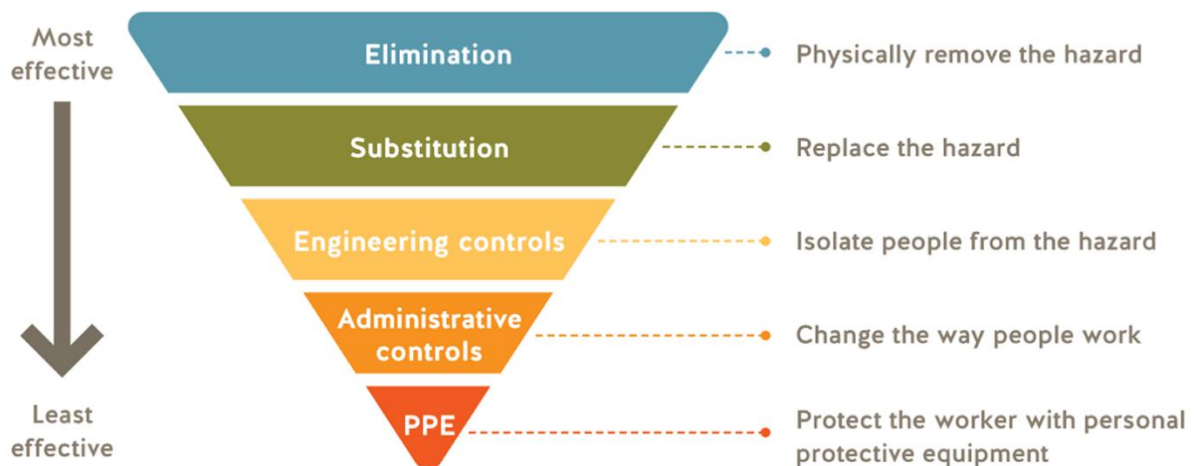 Most
effective
Elimination
Physically remove the hazard
Substitution
Replace the hazard
Engineering controls
Isolate people from the hazard
Administrative
controls
Change the way people work
Least
effective
PPE
Protect the worker with personal
protective equipment